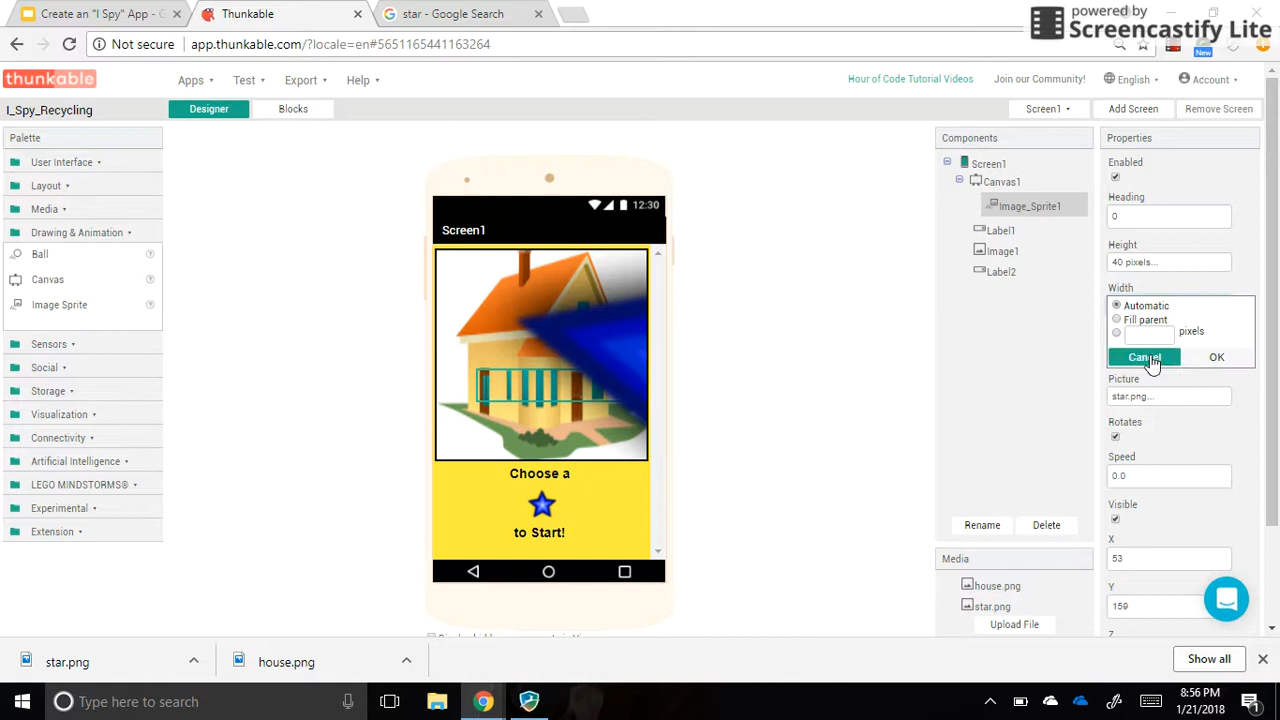 Create an "I Spy" App - G
Thunkable
star - Google Search
powered by
Screencastify Lite
Not secure
app.thunkable.com/?locale=en#5651165441163264
New
thunkable
Apps
Test
Export
Help
Hour of Code Tutorial Videos
Join our Community!
English
Account
I_Spy_Recycling
Designer
Blocks
Screen1
Add Screen
Remove Screen
Palette
User Interface
Layout
Media
Drawing & Animation
Ball
Canvas
Image Sprite
Sensors
Social
Storage
Visualization
Connectivity
Artificial Intelligence
LEGO MINDSTORMS®
Experimental
Extension
12:30
Screen1
Choose a
to Start!
Components
Screen1
Canvas1
Image_Sprite1
Label1
Image1
Label2
Rename
Delete
Media
house.png
star.png
Upload File
Properties
Enabled
Heading
0
Height
40 pixels...
Width
Automatic
Fill parent
pixels
Cancel
OK
Picture
star.png...
Rotates
Speed
0.0
Visible
X
53
Y
159
star.png
house.png
Show all
Type here to search
8:56 PM
1/21/2018
1